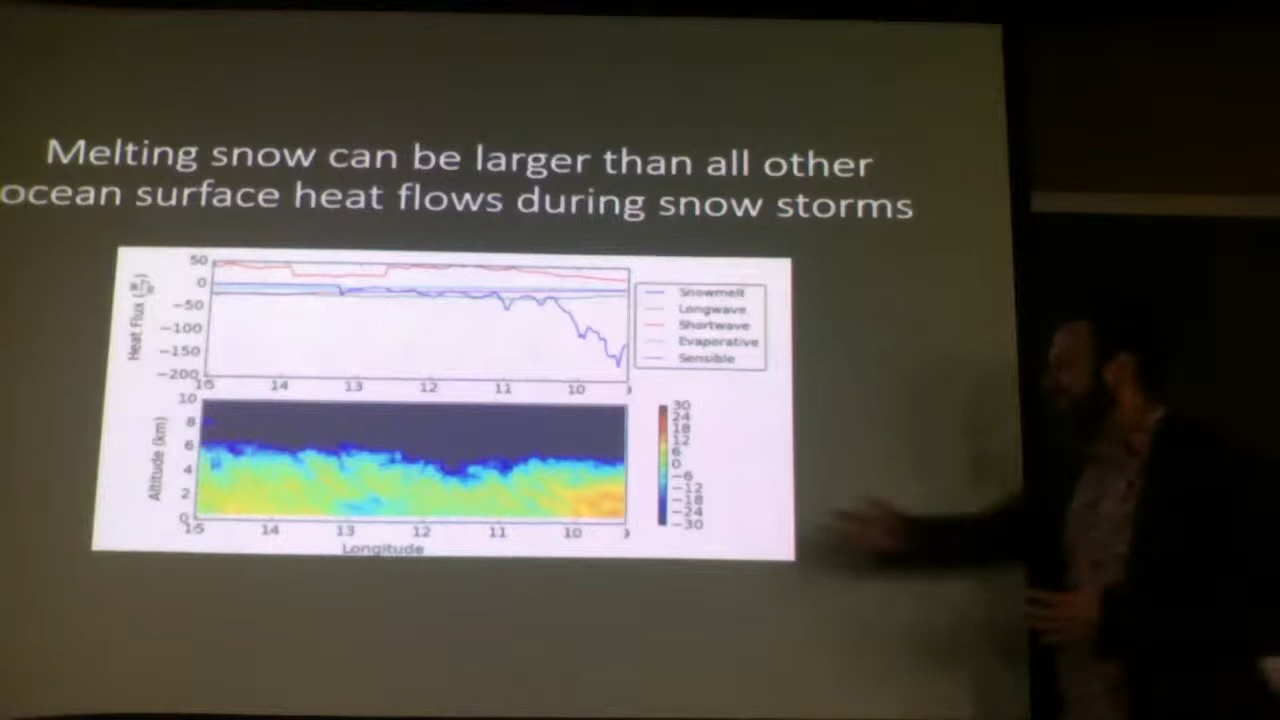 Melting snow can be larger than all other
ocean surface heat flows during snow storms
50
0
−50
−100
−150
−200
Heat Flux
15 14 13 12 11 10
Snowmelt
Longwave
Shortwave
Evaporative
Sensible
10
8
6
4
2
0
Altitude (km)
15 14 13 12 11 10
Longitude
30
24
18
12
6
0
−6
−12
−18
−24
−30